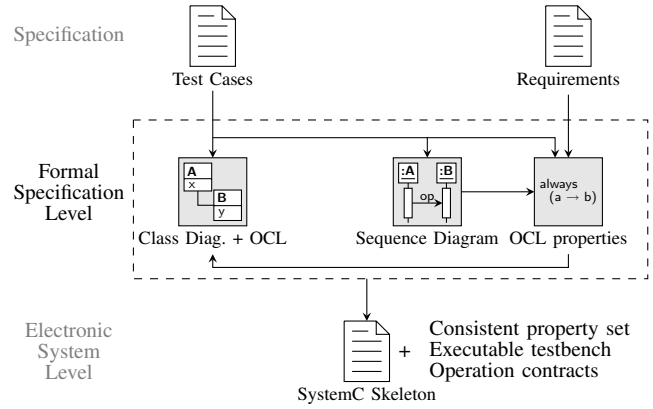 Specification
Test Cases
Requirements
Formal
Specification
Level
A
x
B
y
:A
:B
op
always
(a → b)
Class Diag. + OCL
Sequence Diagram
OCL properties
Electronic
System
Level
+
Consistent property set
Executable testbench
Operation contracts
SystemC Skeleton